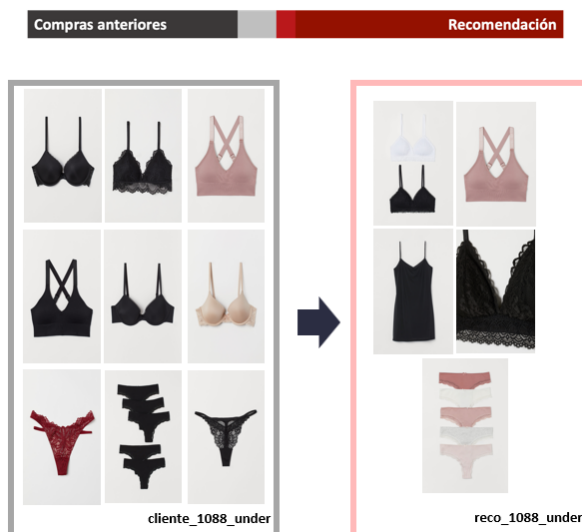 Compras anteriores
Recomendación
cliente_1088_under
reco_1088_under